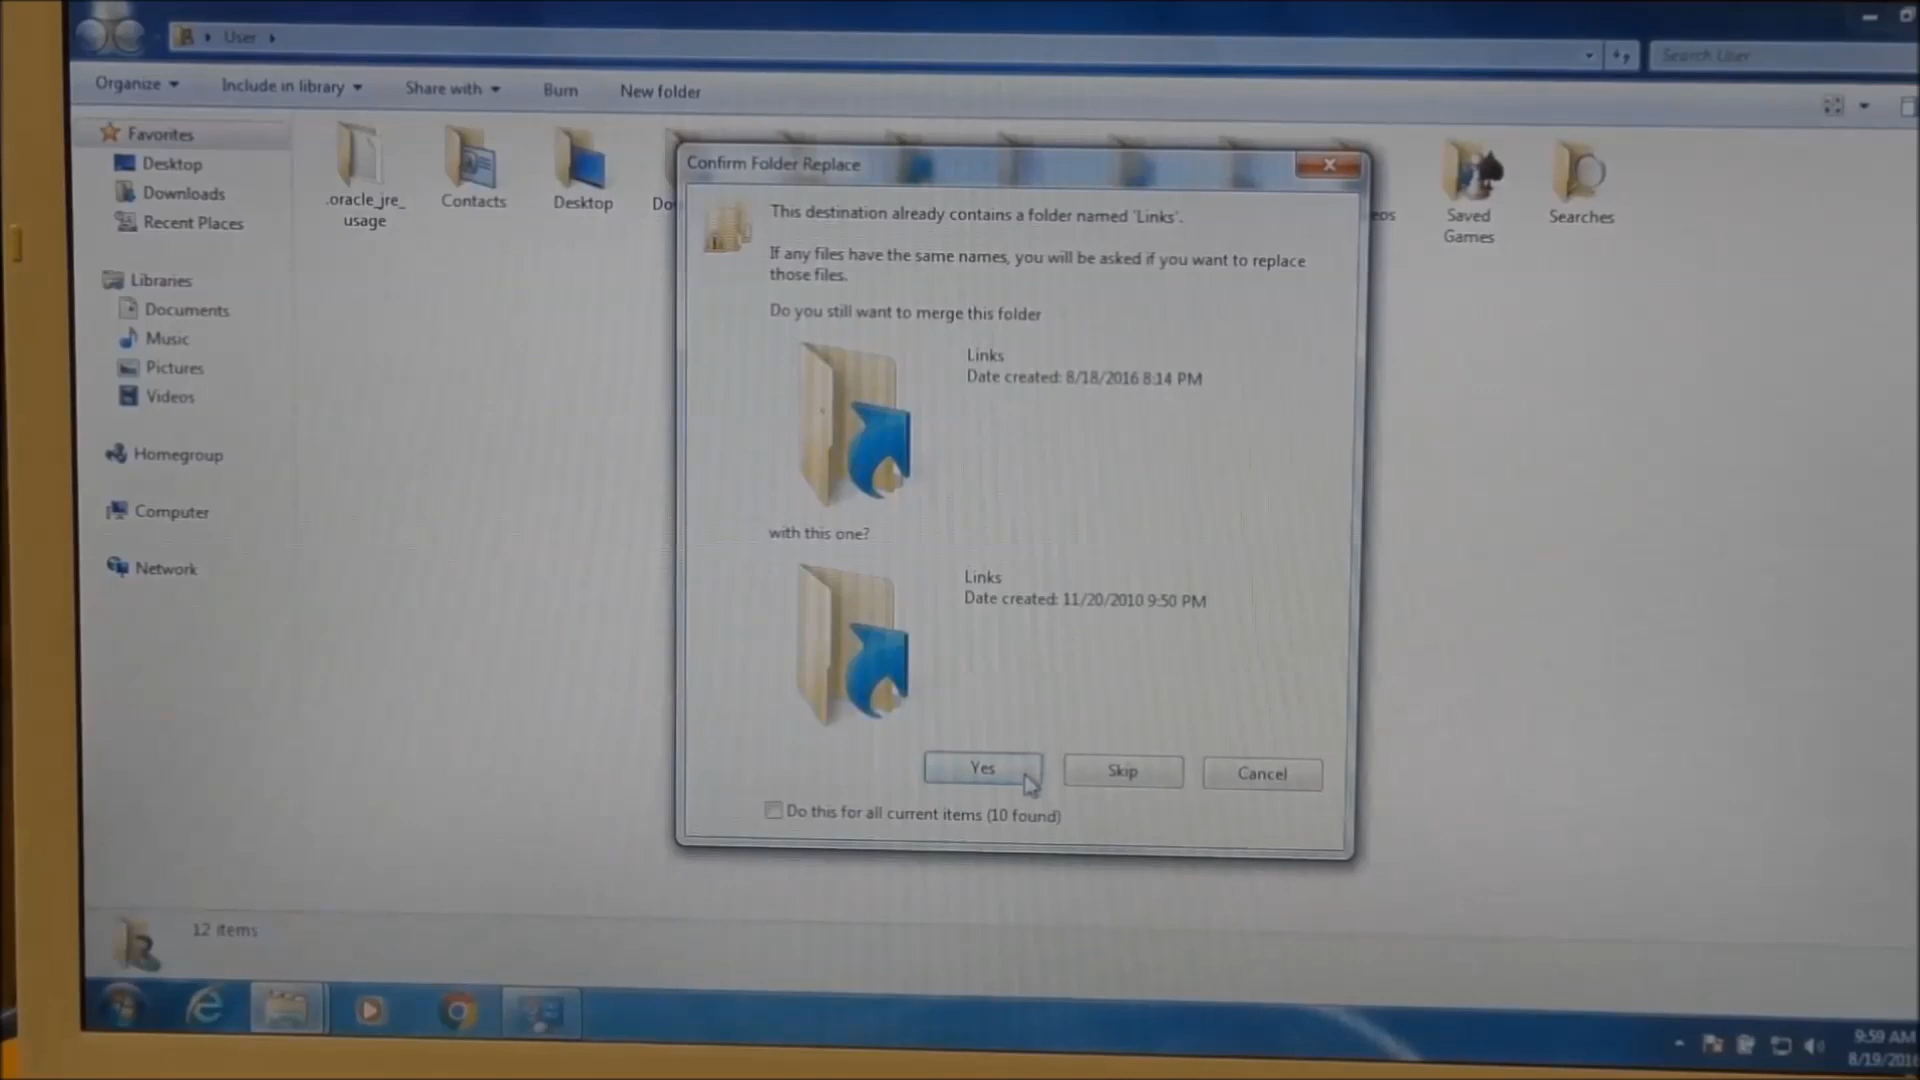 User
Search User
Organize
Include in library
Share with
Burn
New folder
Favorites
Desktop
Downloads
Recent Places
Libraries
Documents
Music
Pictures
Videos
Homegroup
Computer
Network
.oracle_jre_
usage
Contacts
Desktop
Do
eos
Saved
Games
Searches
Confirm Folder Replace
This destination already contains a folder named 'Links'.
If any files have the same names, you will be asked if you want to replace
those files.
Do you still want to merge this folder
Links
Date created: 8/18/2016 8:14 PM
with this one?
Links
Date created: 11/20/2010 9:50 PM
Yes
Skip
Cancel
Do this for all current items (10 found)
12 items
9:59 AM
8/19/201